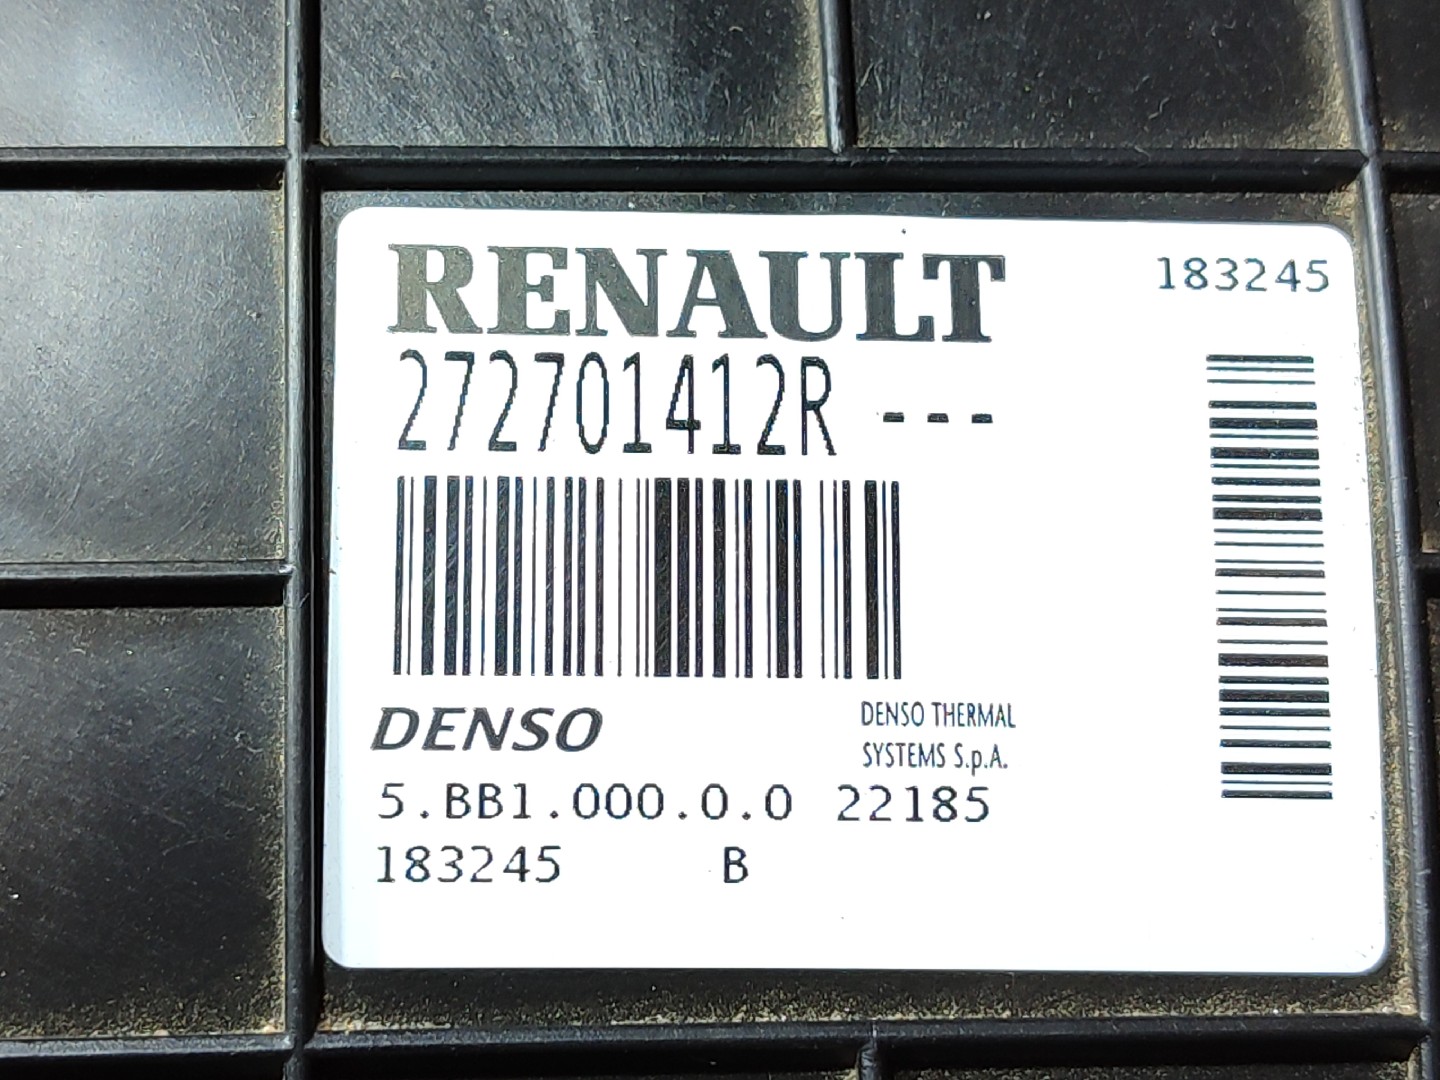 RENAULT
183245
272701412R ---
DENSO
DENSO THERMAL
SYSTEMS S.p.A.
5.BB1.000.0.0 22185
183245 B